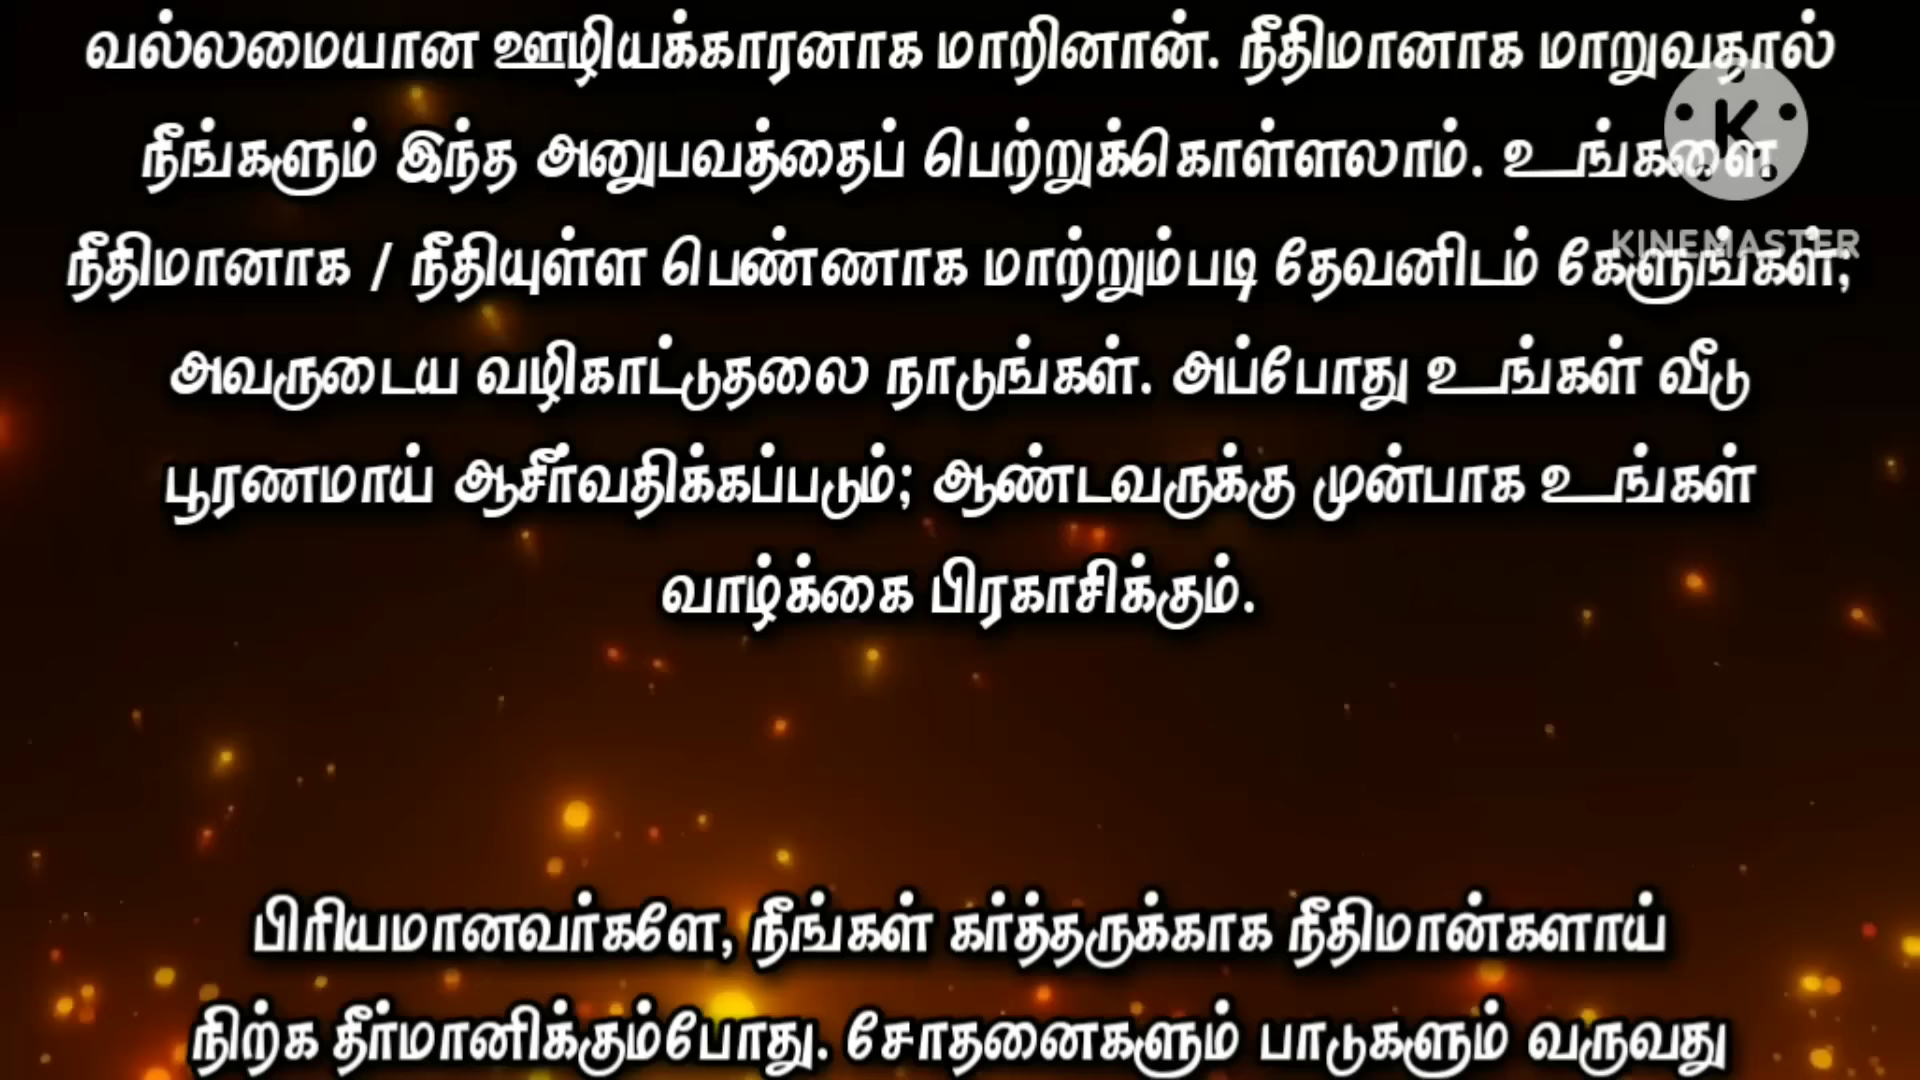 வல்லமையான ஊழியக்காரனாக மாறினான். நீதிமானாக மாறுவதால்
நீங்களும் இந்த அனுபவத்தைப் பெற்றுக்கொள்ளலாம். உங்களை
நீதிமானாக / நீதியுள்ள பெண்ணாக மாற்றும்படி தேவனிடம் கேளுங்கள்;
அவருடைய வழிகாட்டுதலை நாடுங்கள். அப்போது உங்கள் வீடு
பூரணமாய் ஆசீர்வதிக்கப்படும்; ஆண்டவருக்கு முன்பாக உங்கள்
வாழ்க்கை பிரகாசிக்கும்.
பிரியமானவர்களே, நீங்கள் கர்த்தருக்காக நீதிமான்களாய்
நிற்க தீர்மானிக்கும்போது. சோதனைகளும் பாடுகளும் வருவது
K
KINEMASTER